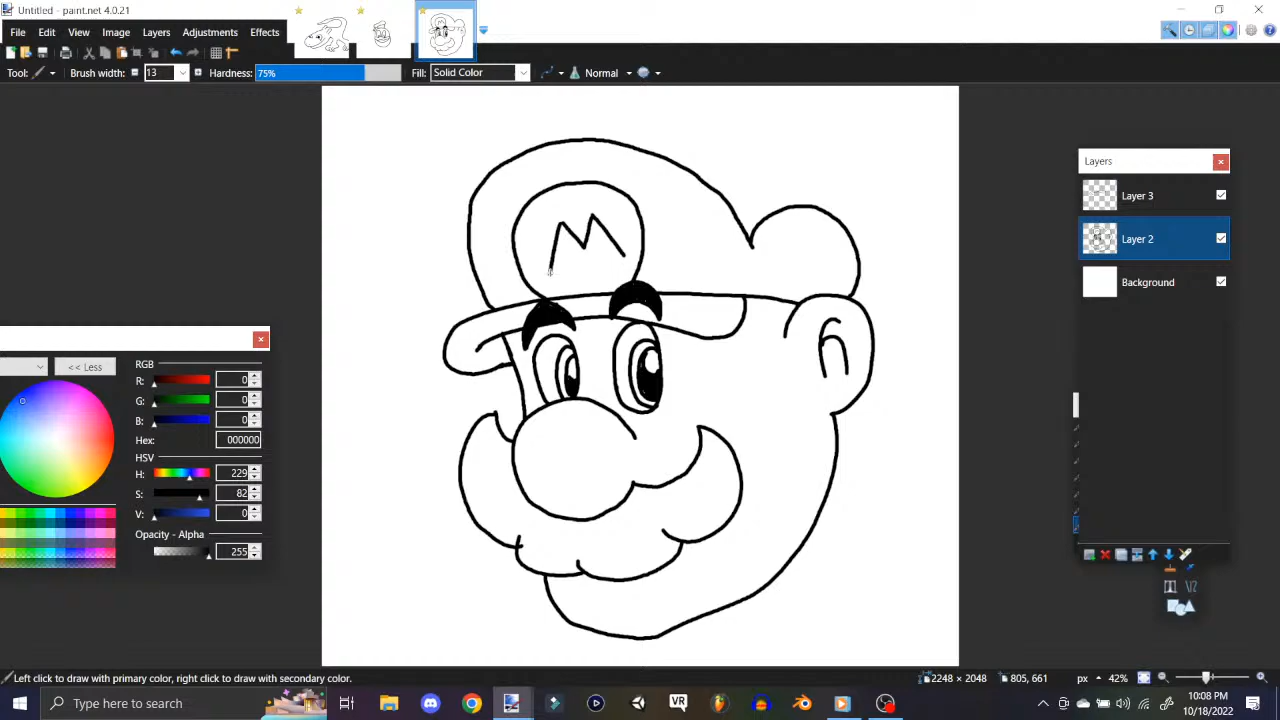 Untitled - paint.net 4.0.21
File Edit View Image Layers Adjustments Effects
Tool: Brush width: 13 Hardness: 75% Fill: Solid Color Normal
Layers
Layer 3
Layer 2
Background
M
<< Less
RGB
R: 0
G: 0
B: 0
Hex: 000000
HSV
H: 229
S: 82
V: 0
Opacity - Alpha
255
Left click to draw with primary color, right click to draw with secondary color.
2248 × 2048
805, 661
px
42%
Type here to search
VR
10:08 PM
10/18/2022